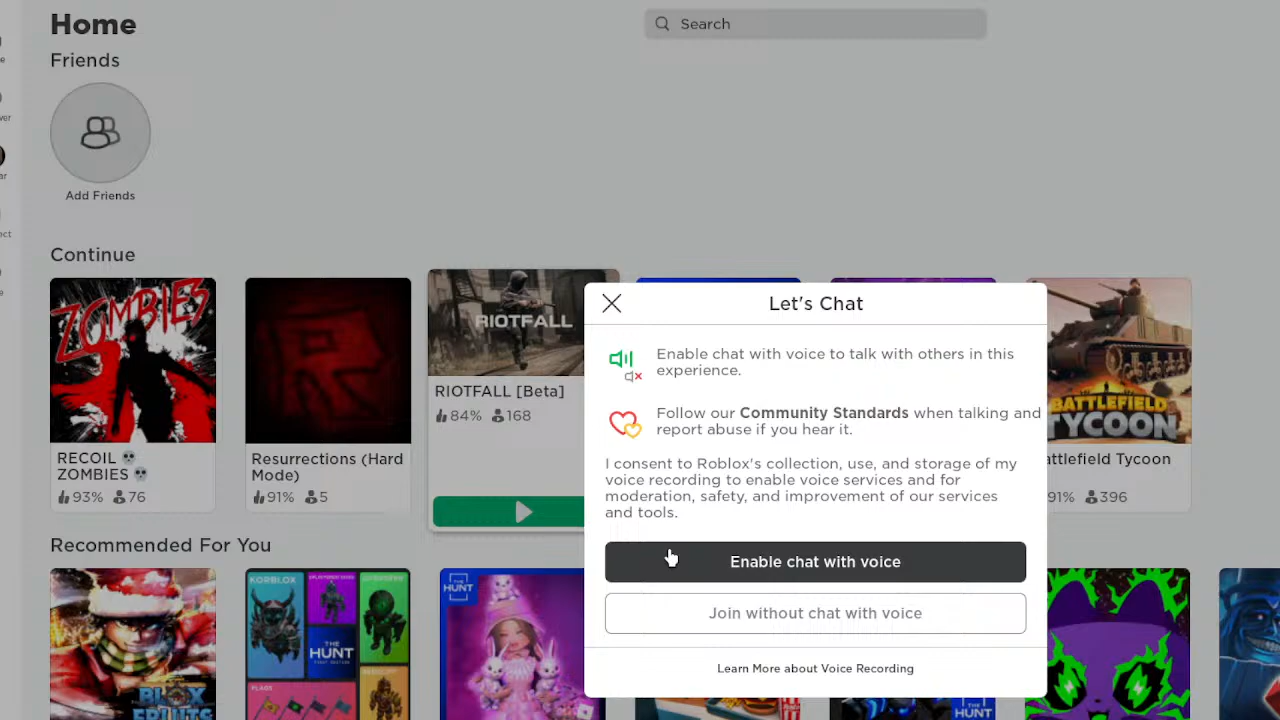 Home
Search
Friends
Add Friends
Continue
ZOMBIES
RIOTFALL
BATTLEFIELD
TYCOON
RECOIL 💀
ZOMBIES 💀
93% 76
Resurrections (Hard
Mode)
91% 5
RIOTFALL [Beta]
84% 168
attlefield Tycoon
91% 396
Let's Chat
Enable chat with voice to talk with others in this
experience.
Follow our Community Standards when talking and
report abuse if you hear it.
I consent to Roblox's collection, use, and storage of my
voice recording to enable voice services and for
moderation, safety, and improvement of our services
and tools.
Enable chat with voice
Join without chat with voice
Learn More about Voice Recording
Recommended For You
BLOX
FRUITS
KORBLOX
THE
HUNT
FLAGS
THE
HUNT
THE
HUNT